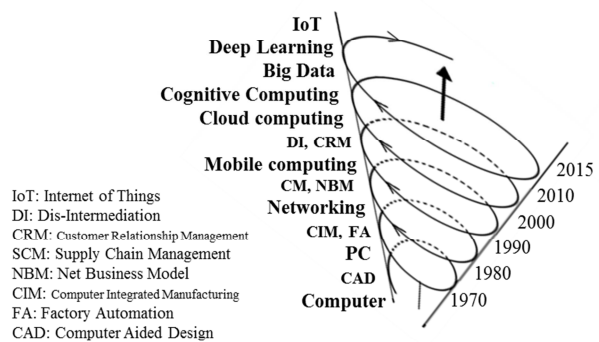 IoT
Deep Learning
Big Data
Cognitive Computing
Cloud computing
DI, CRM
Mobile computing
CM, NBM
Networking
CIM, FA
PC
CAD
Computer
2015
2010
2000
1990
1980
1970
IoT: Internet of Things
DI: Dis-Intermediation
CRM: Customer Relationship Management
SCM: Supply Chain Management
NBM: Net Business Model
CIM: Computer Integrated Manufacturing
FA: Factory Automation
CAD: Computer Aided Design